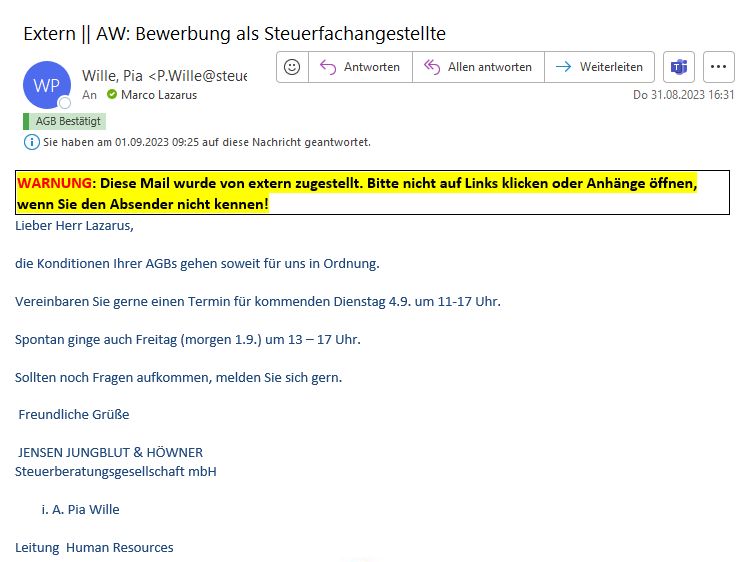 Extern || AW: Bewerbung als Steuerfachangestellte
WP
Wille, Pia <P.Wille@steue
Antworten
Allen antworten
Weiterleiten
An Marco Lazarus
Do 31.08.2023 16:31
AGB Bestätigt
Sie haben am 01.09.2023 09:25 auf diese Nachricht geantwortet.
WARNUNG: Diese Mail wurde von extern zugestellt. Bitte nicht auf Links klicken oder Anhänge öffnen,
wenn Sie den Absender nicht kennen!
Lieber Herr Lazarus,
die Konditionen Ihrer AGBs gehen soweit für uns in Ordnung.
Vereinbaren Sie gerne einen Termin für kommenden Dienstag 4.9. um 11-17 Uhr.
Spontan ginge auch Freitag (morgen 1.9.) um 13 – 17 Uhr.
Sollten noch Fragen aufkommen, melden Sie sich gern.
Freundliche Grüße
JENSEN JUNGBLUT & HÖWNER
Steuerberatungsgesellschaft mbH
i. A. Pia Wille
Leitung Human Resources